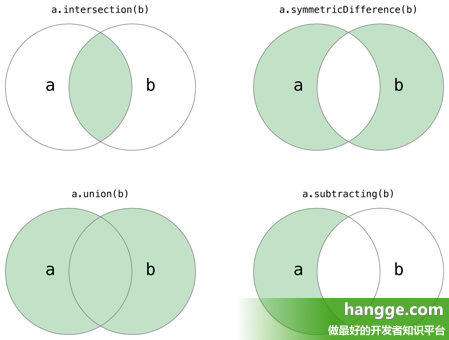 a.intersection(b)
a.symmetricDifference(b)
a
b
a
b
a.union(b)
a.subtracting(b)
a
b
a
b
hangge.com
做最好的开发者知识平台